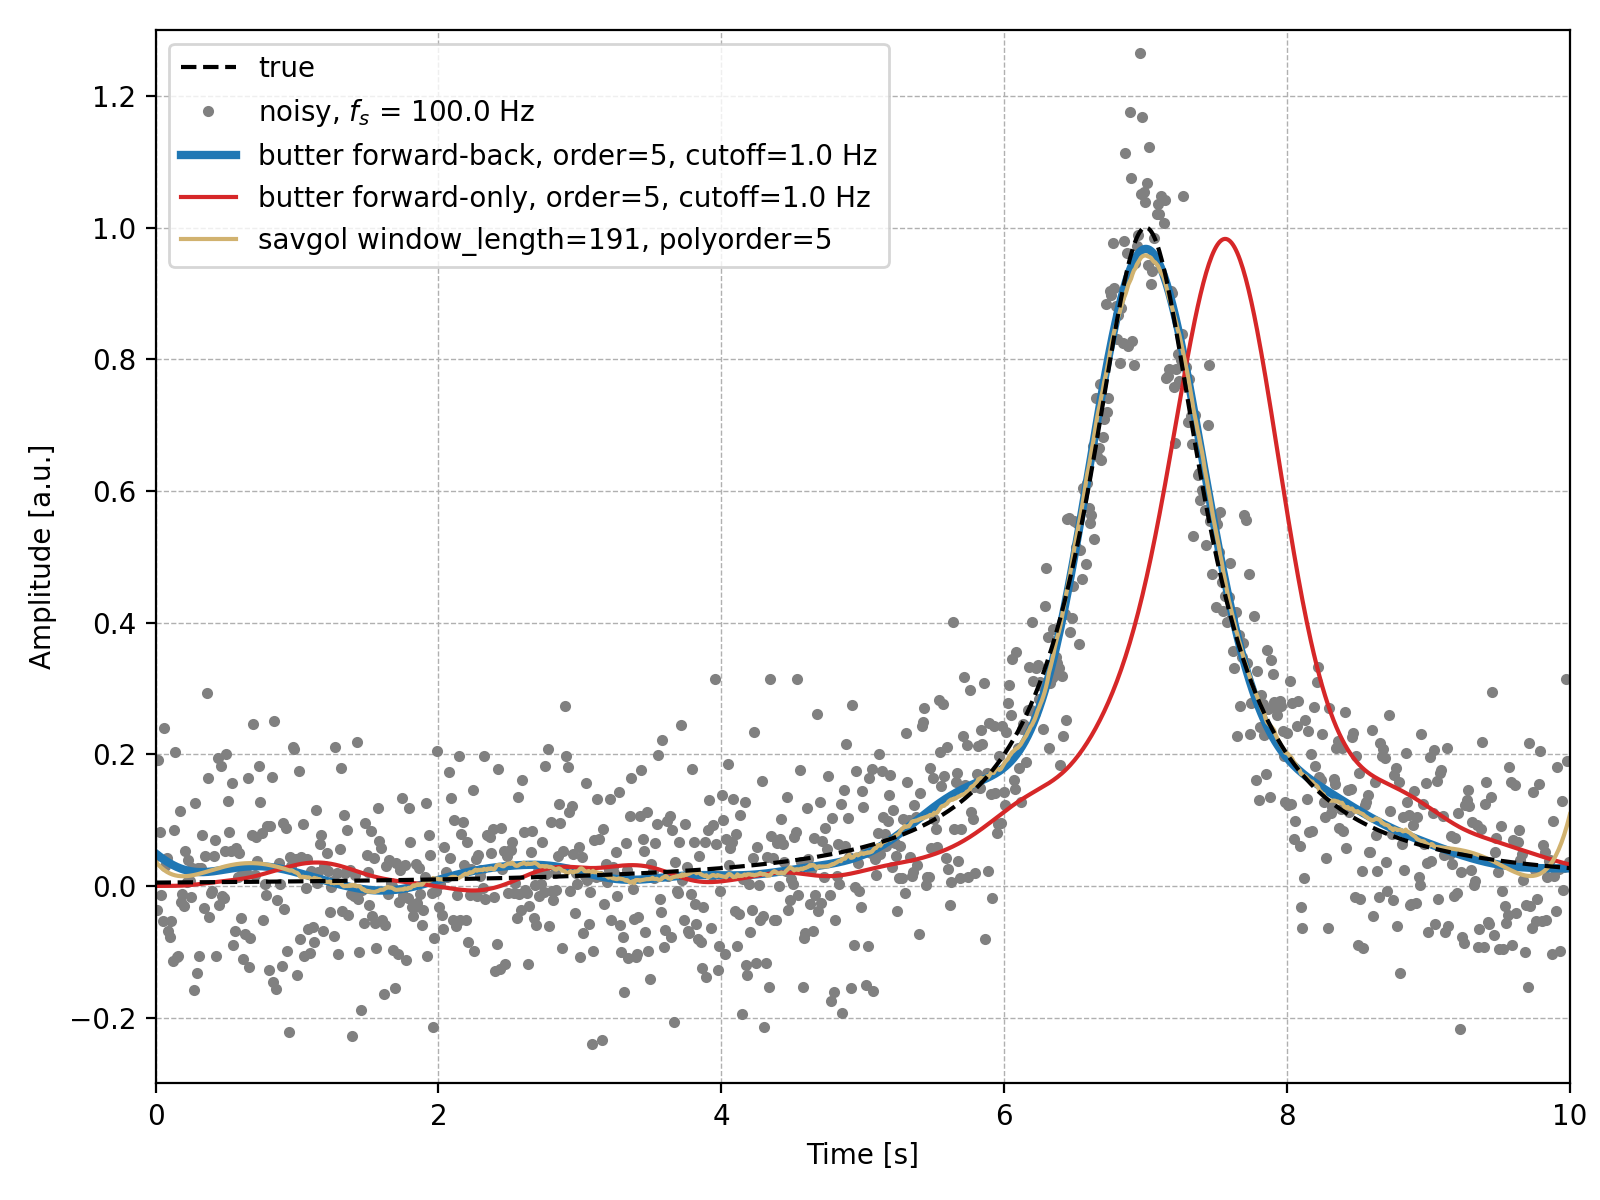 true
noisy, fₛ = 100.0 Hz
butter forward-back, order=5, cutoff=1.0 Hz
butter forward-only, order=5, cutoff=1.0 Hz
savgol window_length=191, polyorder=5
1.2
1.0
0.8
0.6
0.4
0.2
0.0
−0.2
Amplitude [a.u.]
0 2 4 6 8 10
Time [s]